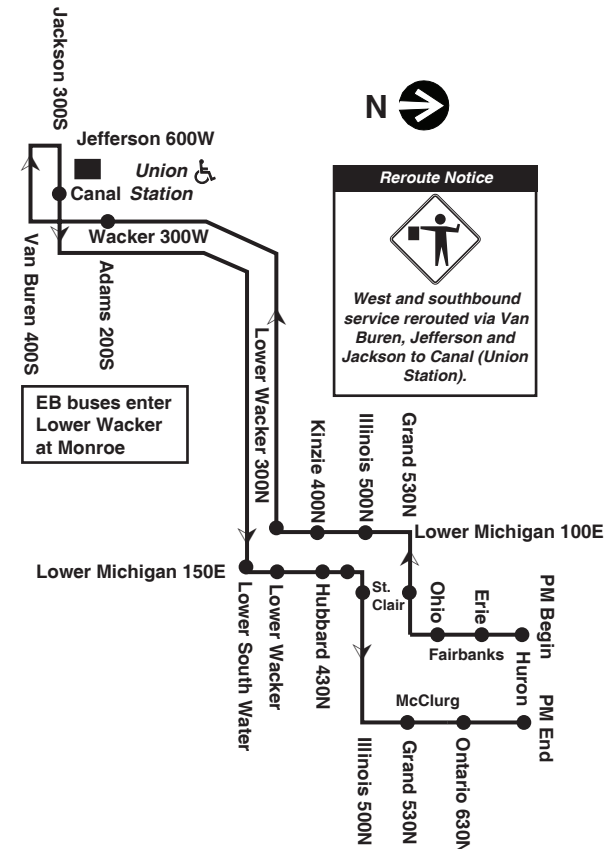 Jackson 300S
N
Jefferson 600W
Union
Canal Station
Wacker 300W
Van Buren 400S
Adams 200S
Reroute Notice
West and southbound
service rerouted via Van
Buren, Jefferson and
Jackson to Canal (Union
Station).
EB buses enter
Lower Wacker
at Monroe
Lower Wacker 300N
Kinzie 400N
Illinois 500N
Grand 530N
Lower Michigan 100E
Lower Michigan 150E
Lower South Water
Lower Wacker
Hubbard 430N
St.
Clair
Ohio
Erie
PM Begin
Fairbanks
Huron
McClurg
PM End
Illinois 500N
Grand 530N
Ontario 630N